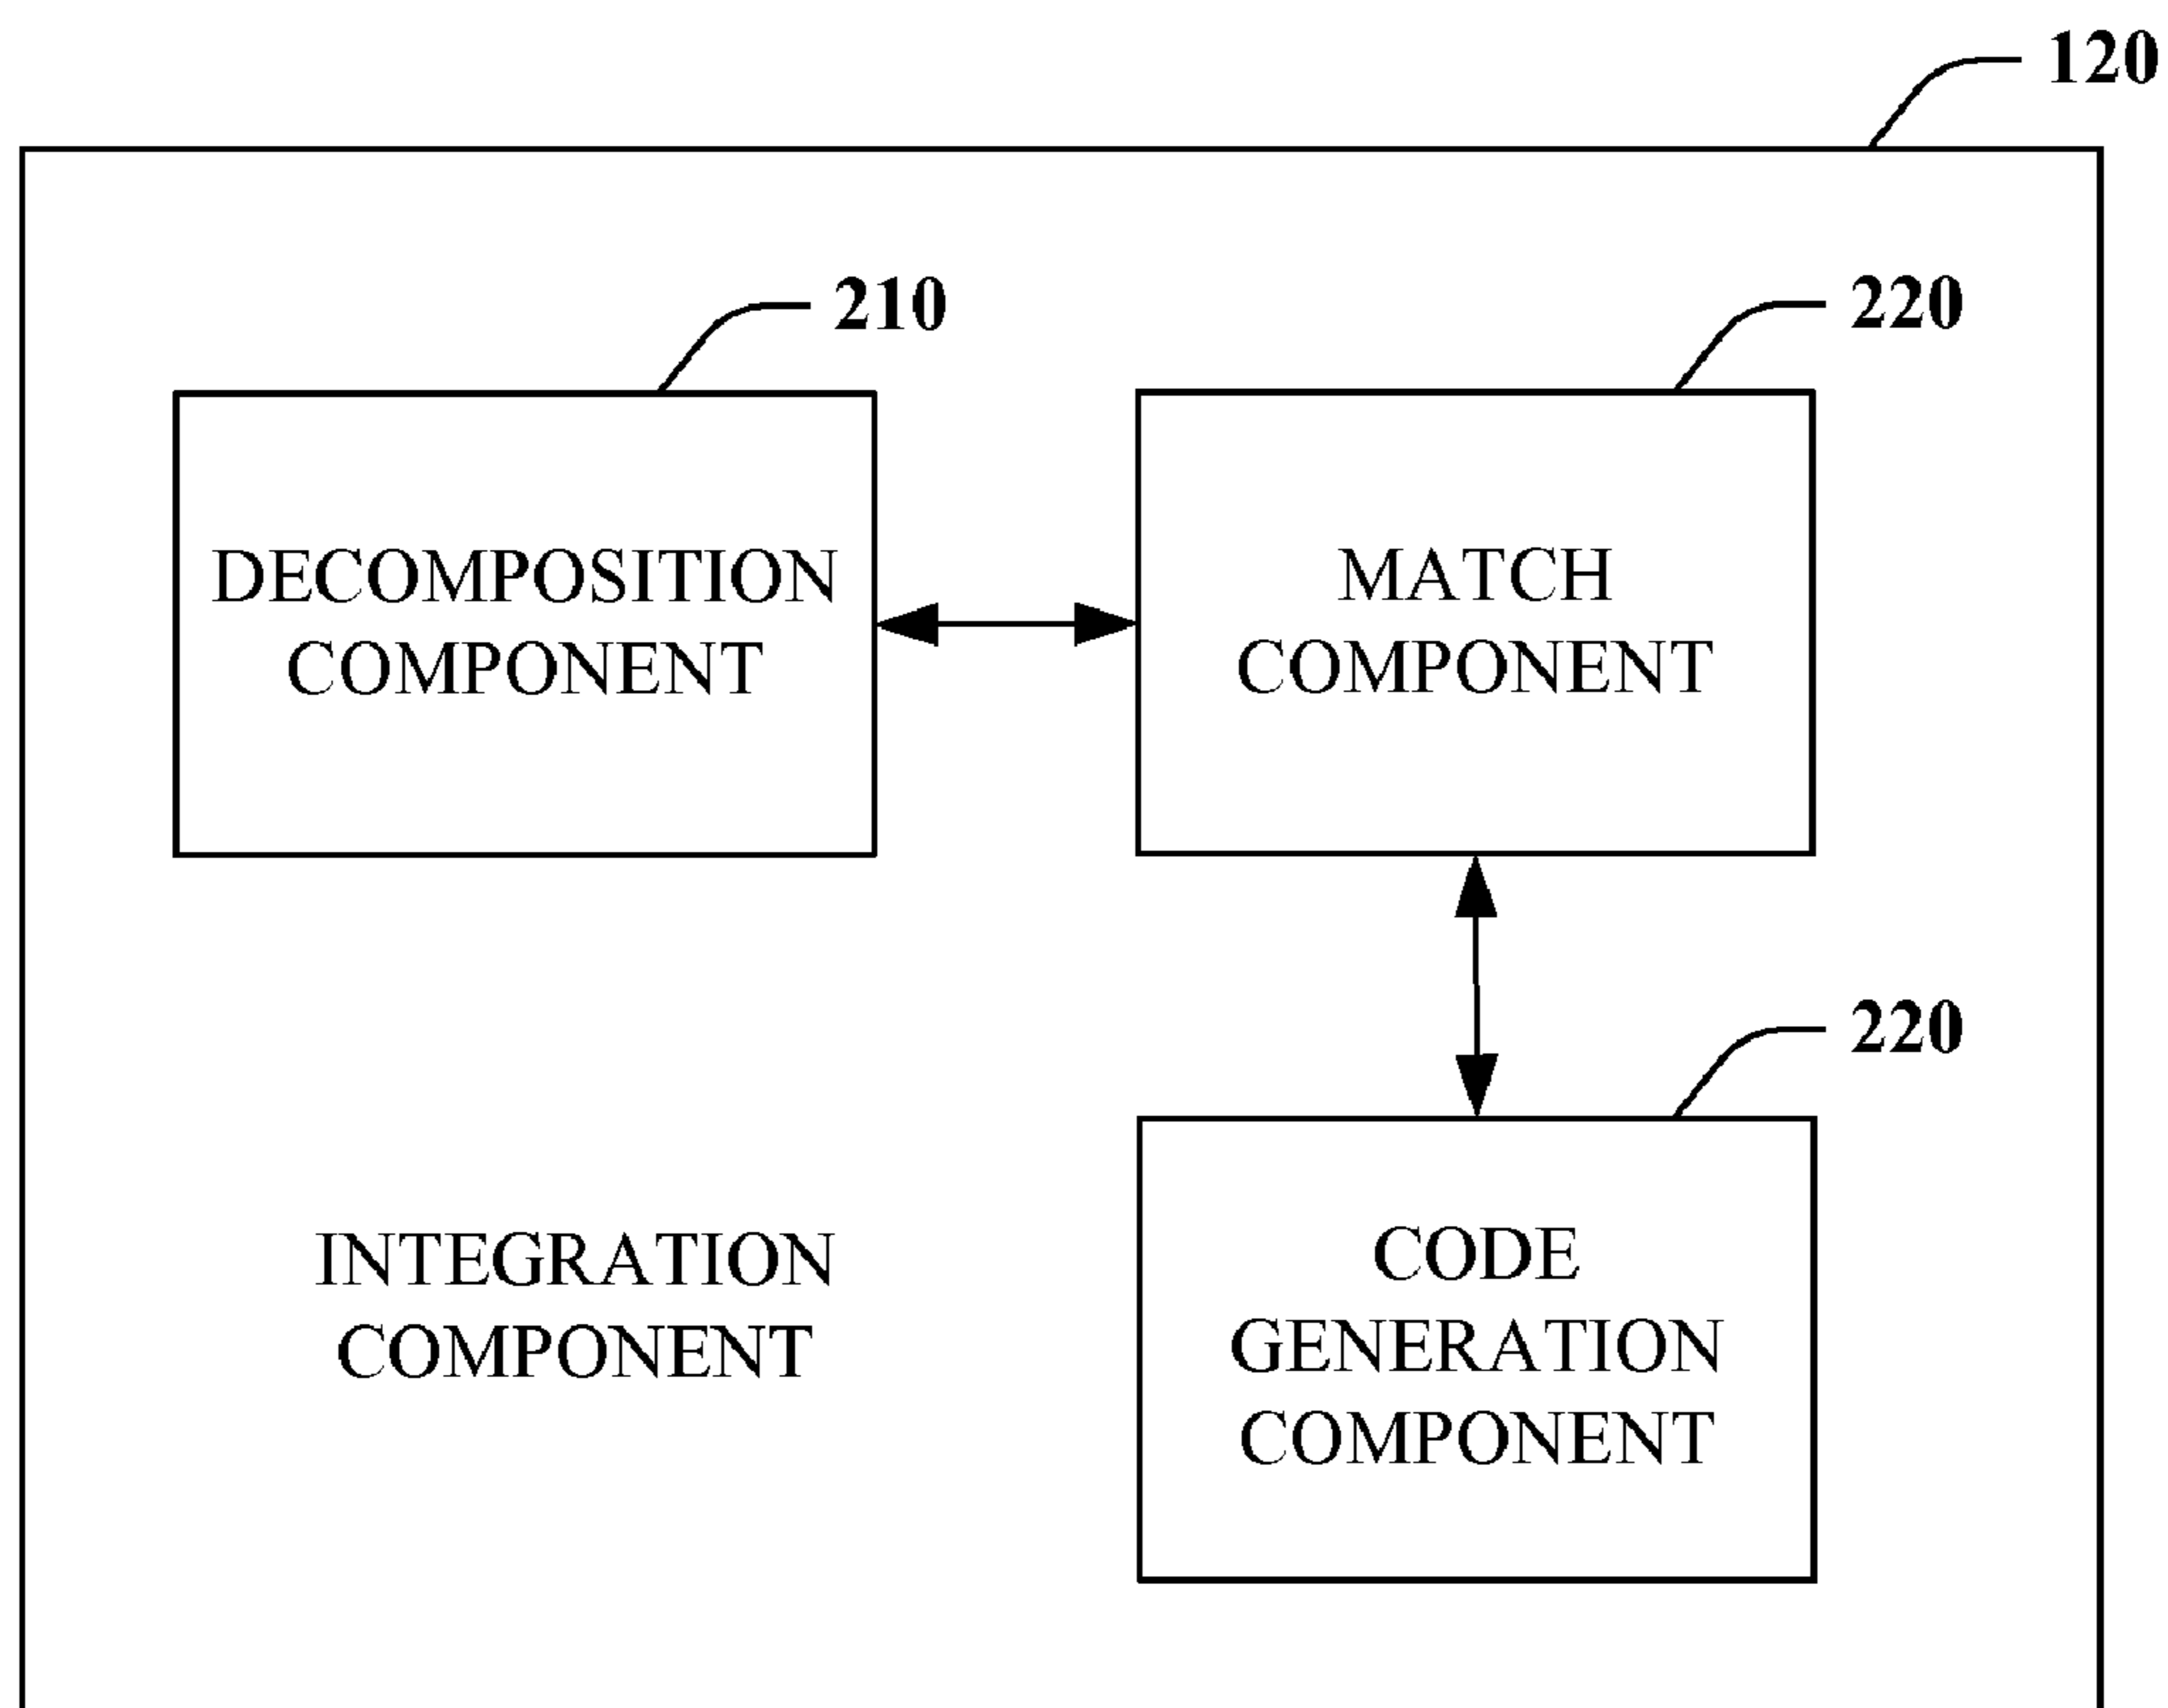 120
210
220
DECOMPOSITION
COMPONENT
MATCH
COMPONENT
220
INTEGRATION
COMPONENT
CODE
GENERATION
COMPONENT